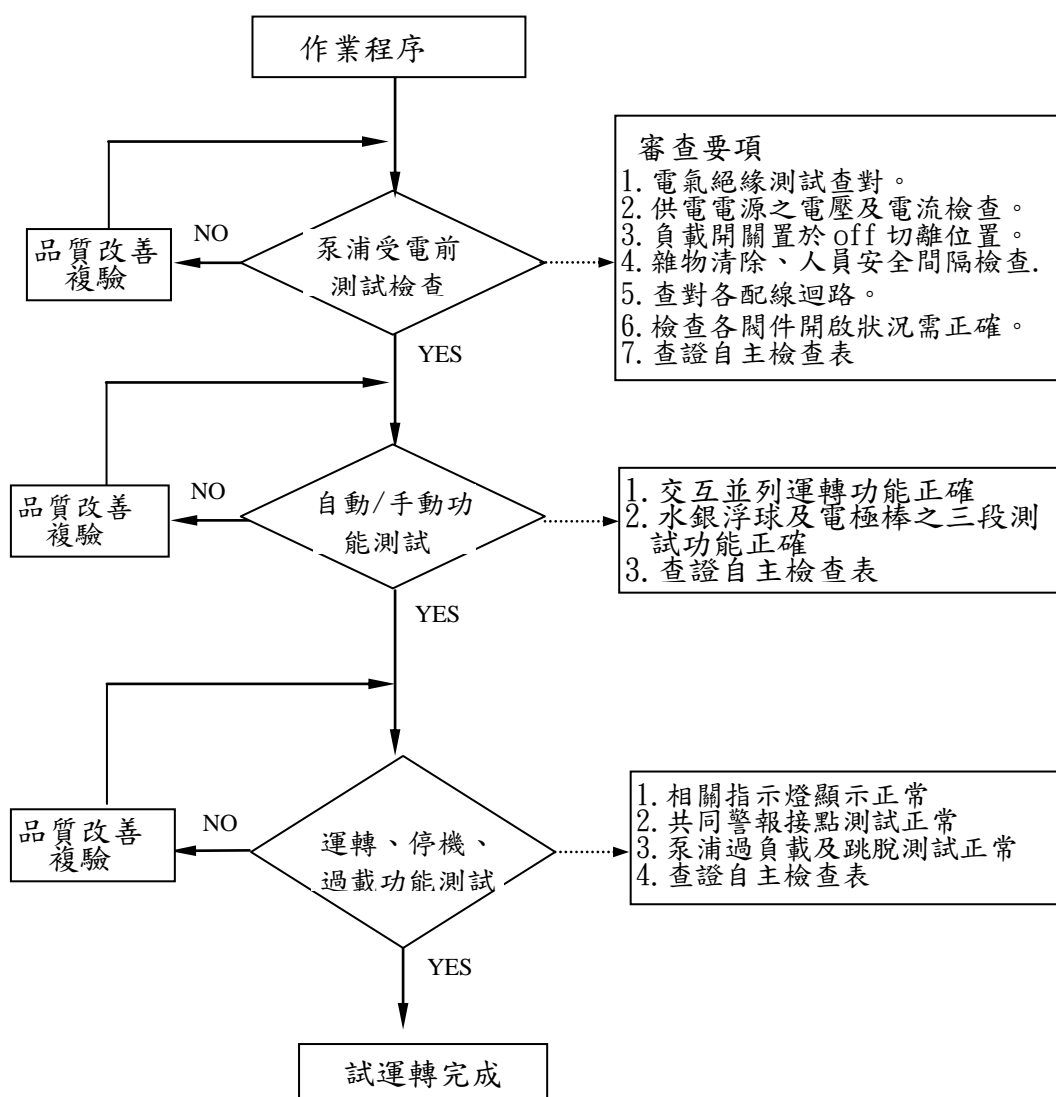 作業程序
審查要項
1. 電氣絕緣測試查對。
2. 供電電源之電壓及電流檢查。
3. 負載開關置於 off 切離位置。
4. 雜物清除、人員安全間隔檢查.
5. 查對各配線迴路。
6. 檢查各閥件開啟狀況需正確。
7. 查證自主檢查表
泵浦受電前
測試檢查
NO
品質改善
複驗
YES
自動/手動功
能測試
NO
品質改善
複驗
1. 交互並列運轉功能正確
2. 水銀浮球及電極棒之三段測
試功能正確
3. 查證自主檢查表
YES
運轉、停機、
過載功能測試
NO
品質改善
複驗
1. 相關指示燈顯示正常
2. 共同警報接點測試正常
3. 泵浦過負載及跳脫測試正常
4. 查證自主檢查表
YES
試運轉完成